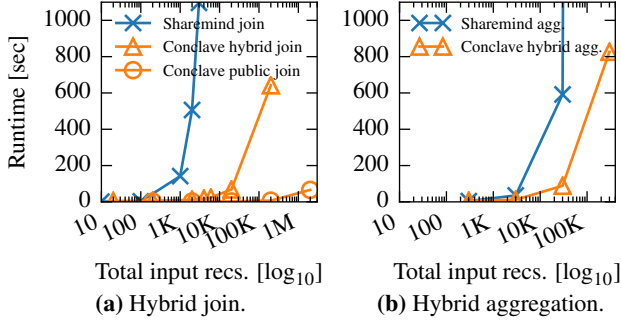 Runtime [sec]
1000
800
600
400
200
0
Sharemind join
Conclave hybrid join
Conclave public join
10
100
1K
10K
100K
1M
Total input recs. [log10]
(a) Hybrid join.
1000
800
600
400
200
0
Sharemind agg.
Conclave hybrid agg.
10
100
1K
10K
100K
Total input recs. [log10]
(b) Hybrid aggregation.